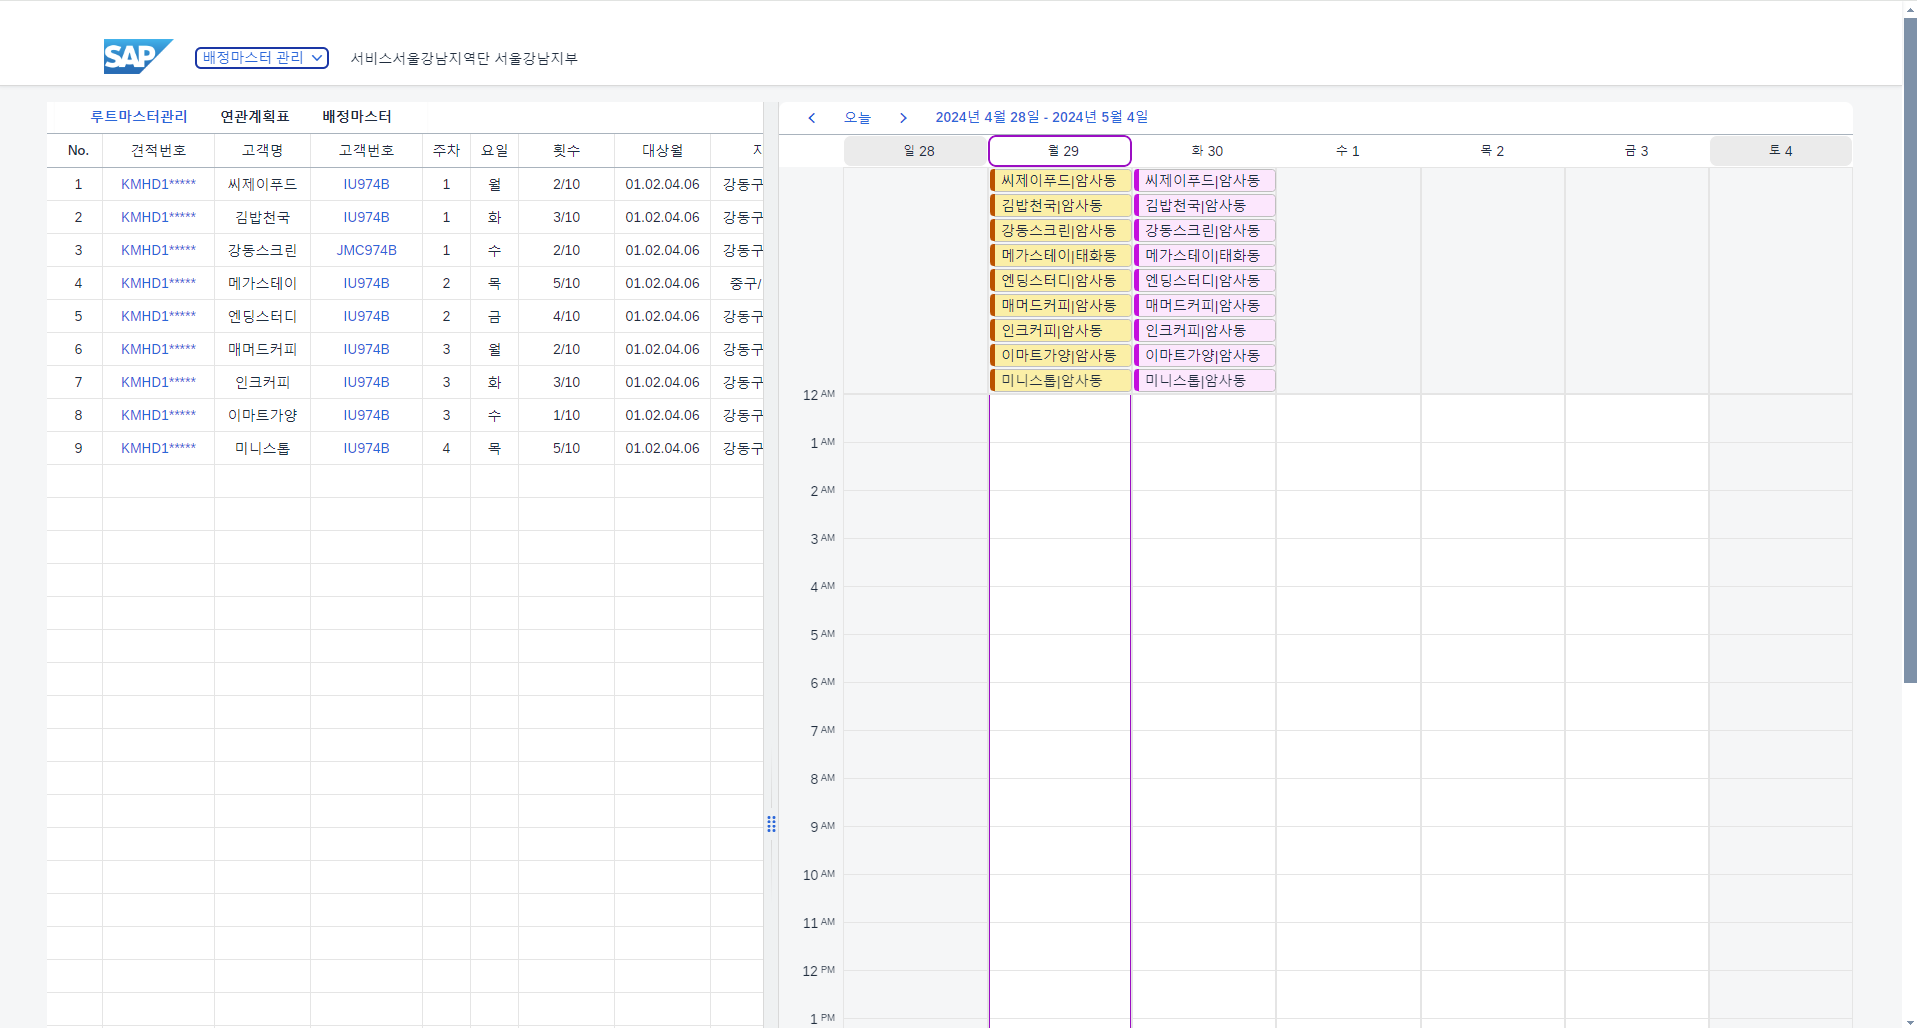 SAP 배정마스터 관리 서비스서울강남지역단 서울강남지부
루트마스터관리 연관계획표 배정마스터
No. 견적번호 고객명 고객번호 주차 요일 횟수 대상월
1 KMHD1***** 씨제이푸드 IU974B 1 월 2/10 01.02.04.06 강동구
2 KMHD1***** 김밥천국 IU974B 1 화 3/10 01.02.04.06 강동구
3 KMHD1***** 강동스크린 JMC974B 1 수 2/10 01.02.04.06 강동구
4 KMHD1***** 메가스테이 IU974B 2 목 5/10 01.02.04.06 중구/
5 KMHD1***** 엔딩스터디 IU974B 2 금 4/10 01.02.04.06 강동구
6 KMHD1***** 매머드커피 IU974B 3 월 2/10 01.02.04.06 강동구
7 KMHD1***** 인크커피 IU974B 3 화 3/10 01.02.04.06 강동구
8 KMHD1***** 이마트가양 IU974B 3 수 1/10 01.02.04.06 강동구
9 KMHD1***** 미니스톱 IU974B 4 목 5/10 01.02.04.06 강동구
오늘 2024년 4월 28일 - 2024년 5월 4일
일 28 월 29 화 30 수 1 목 2 금 3 토 4
씨제이푸드|암사동 씨제이푸드|암사동
김밥천국|암사동 김밥천국|암사동
강동스크린|암사동 강동스크린|암사동
메가스테이|태화동 메가스테이|태화동
엔딩스터디|암사동 엔딩스터디|암사동
매머드커피|암사동 매머드커피|암사동
인크커피|암사동 인크커피|암사동
이마트가양|암사동 이마트가양|암사동
미니스톱|암사동 미니스톱|암사동
12 AM
1 AM
2 AM
3 AM
4 AM
5 AM
6 AM
7 AM
8 AM
9 AM
10 AM
11 AM
12 PM
1 PM